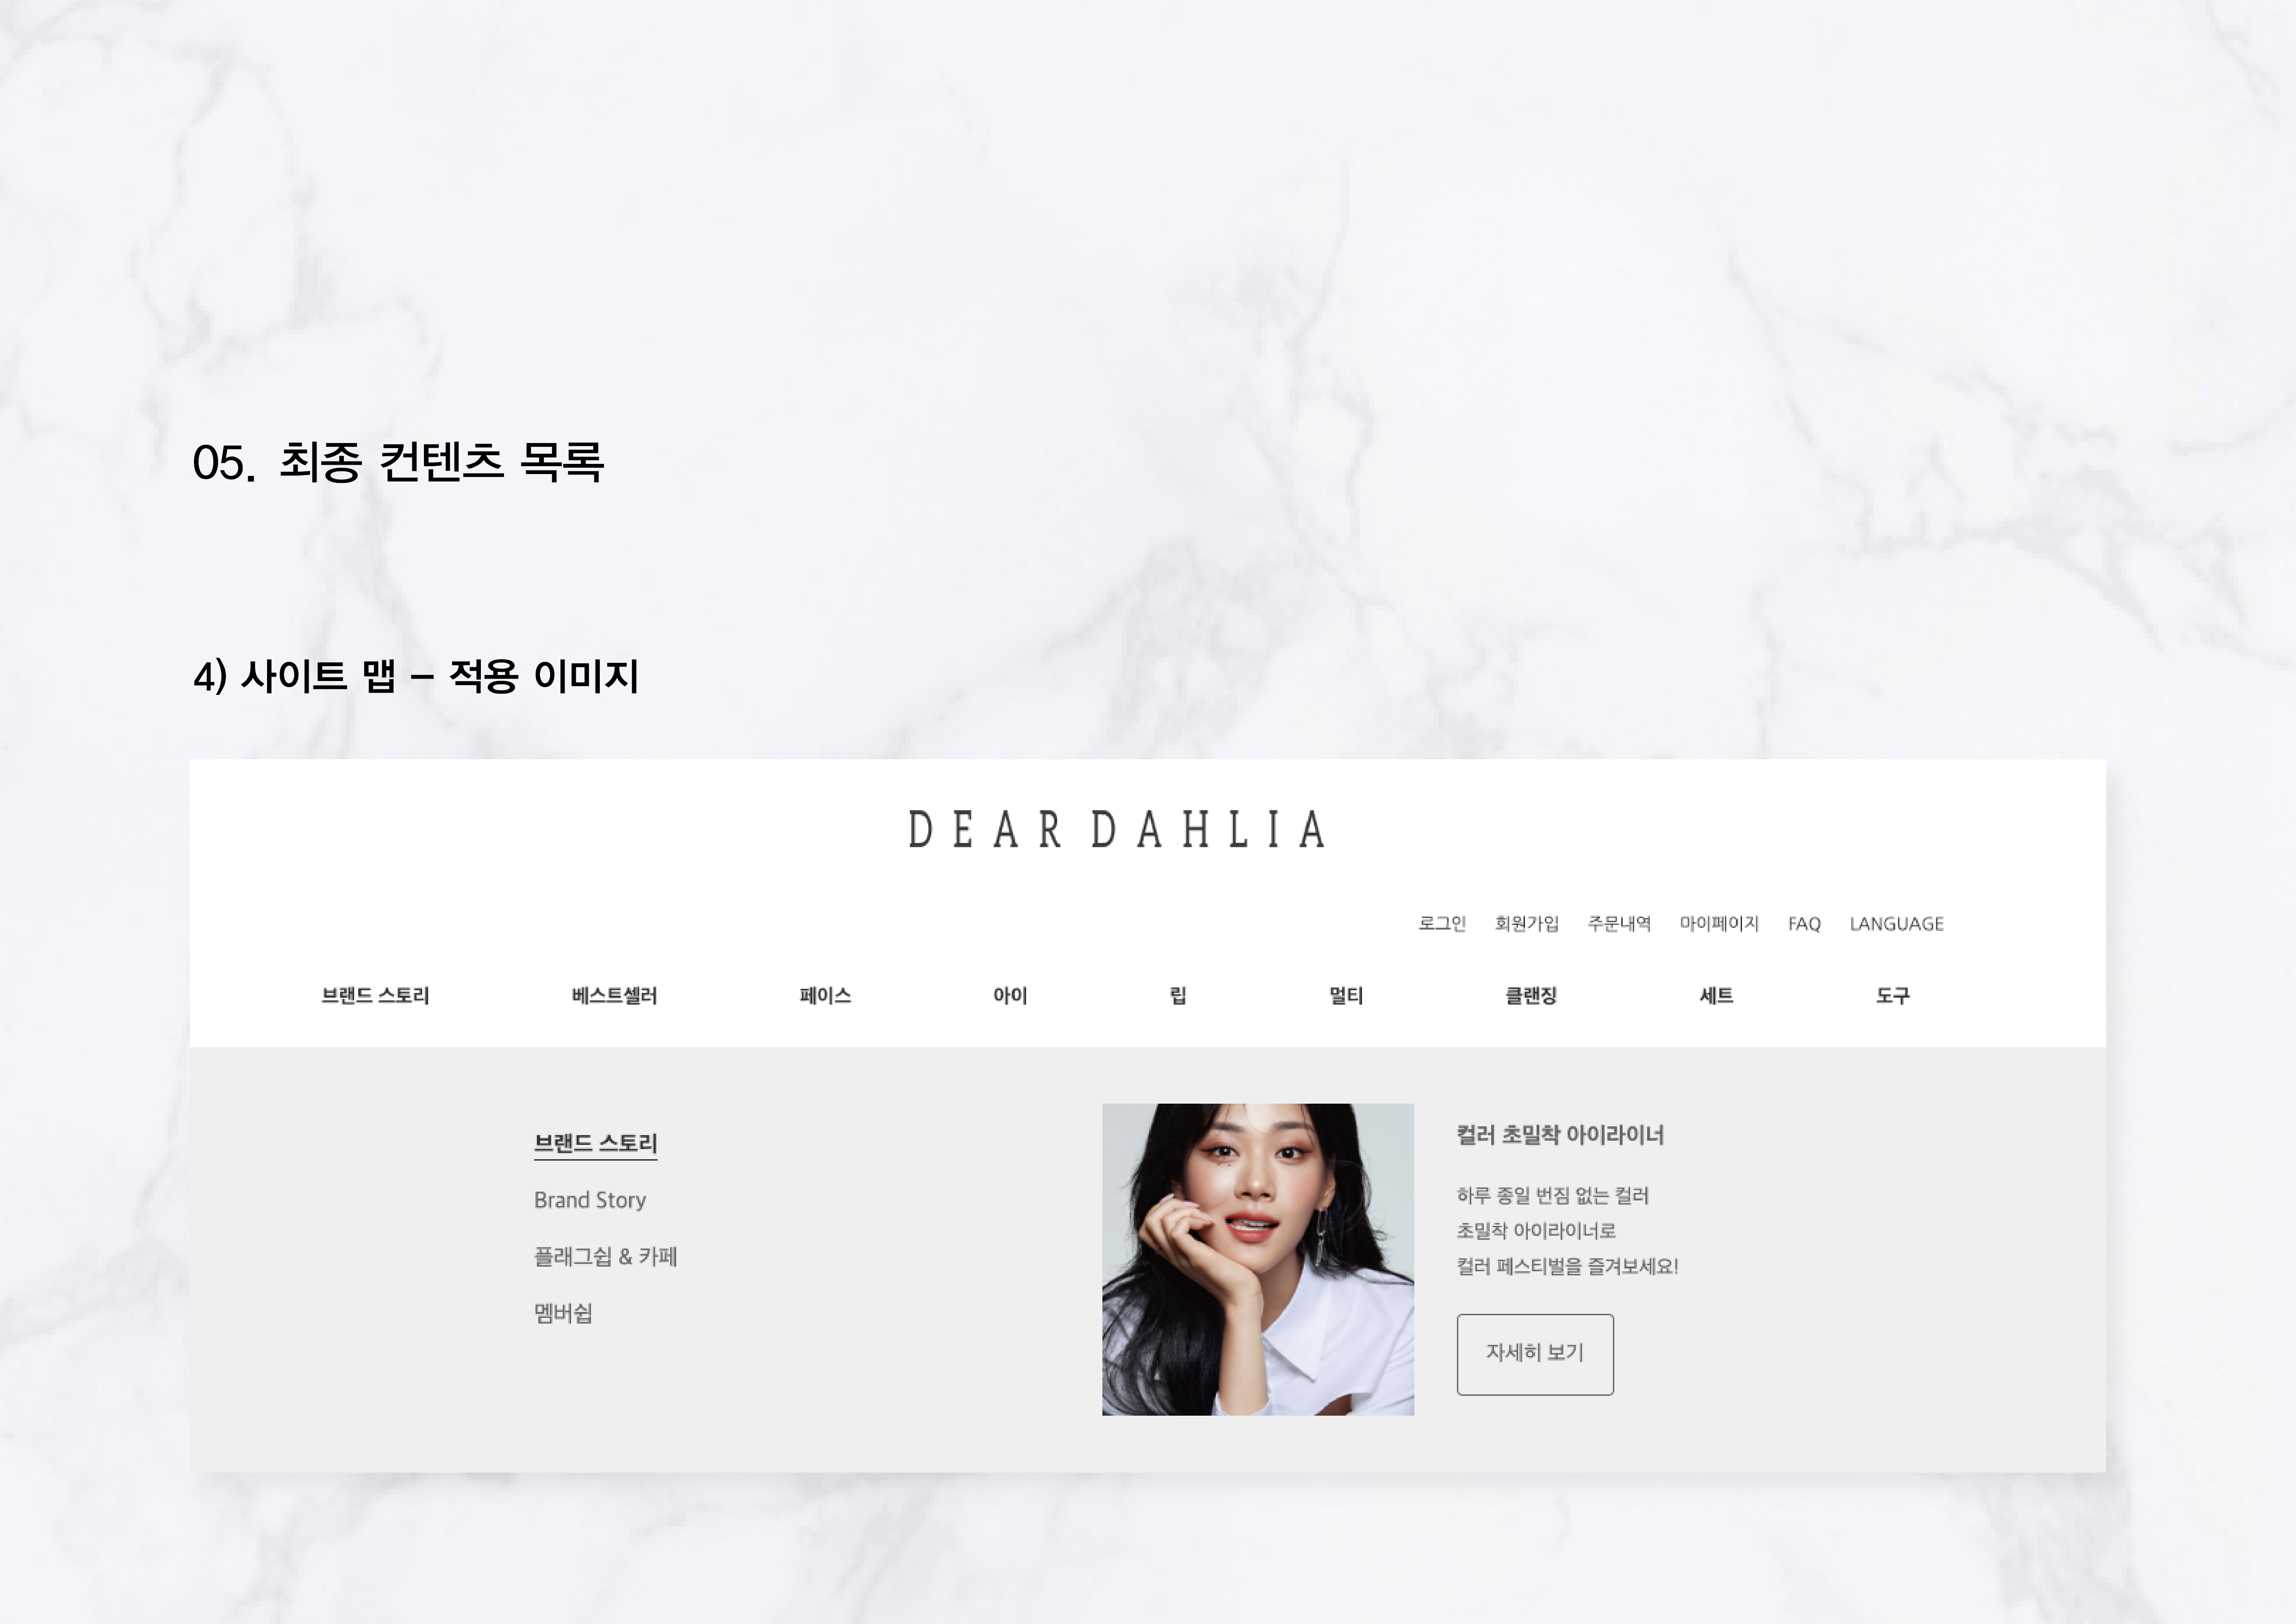 05. 최종 컨텐츠 목록
4) 사이트 맵 – 적용 이미지
DEAR DAHLIA
로그인 회원가입 주문내역 마이페이지 FAQ LANGUAGE
브랜드 스토리 베스트셀러 페이스 아이 립 멀티 클랜징 세트 도구
브랜드 스토리
Brand Story
플래그쉽 & 카페
멤버쉽
컬러 초밀착 아이라이너
하루 종일 번짐 없는 컬러
초밀착 아이라이너로
컬러 페스티벌을 즐겨보세요!
자세히 보기